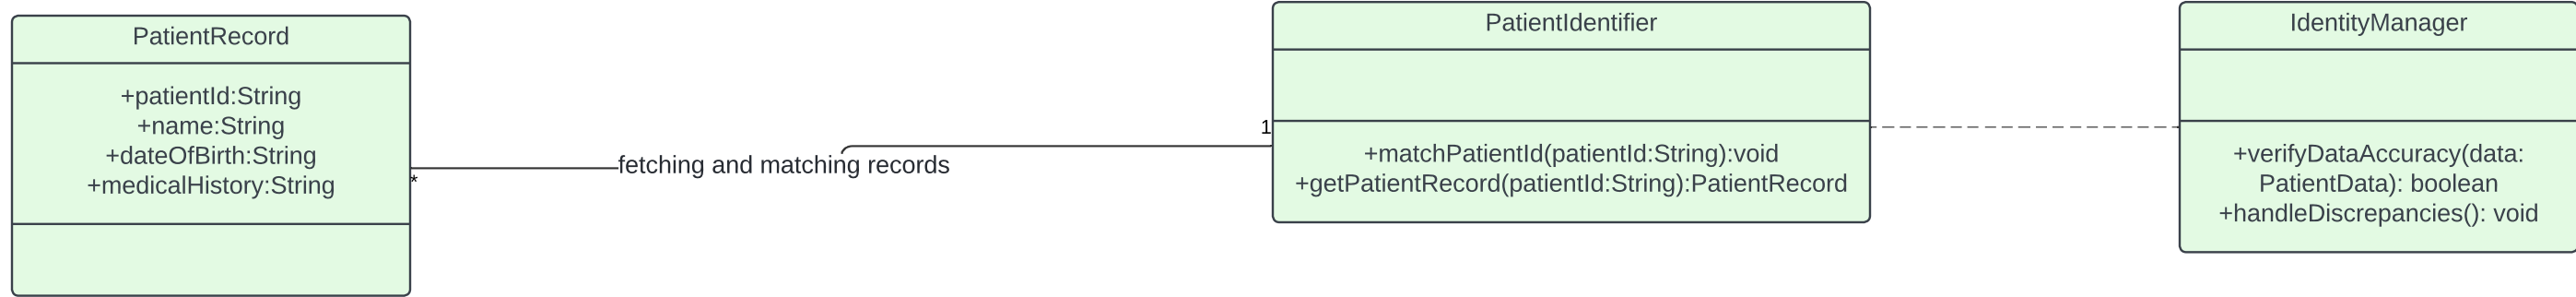 PatientRecord
+patientId:String
+name:String
+dateOfBirth:String
+medicalHistory:String
*
fetching and matching records
1
PatientIdentifier
+matchPatientId(patientId:String):void
+getPatientRecord(patientId:String):PatientRecord
IdentityManager
+verifyDataAccuracy(data:
PatientData): boolean
+handleDiscrepancies(): void